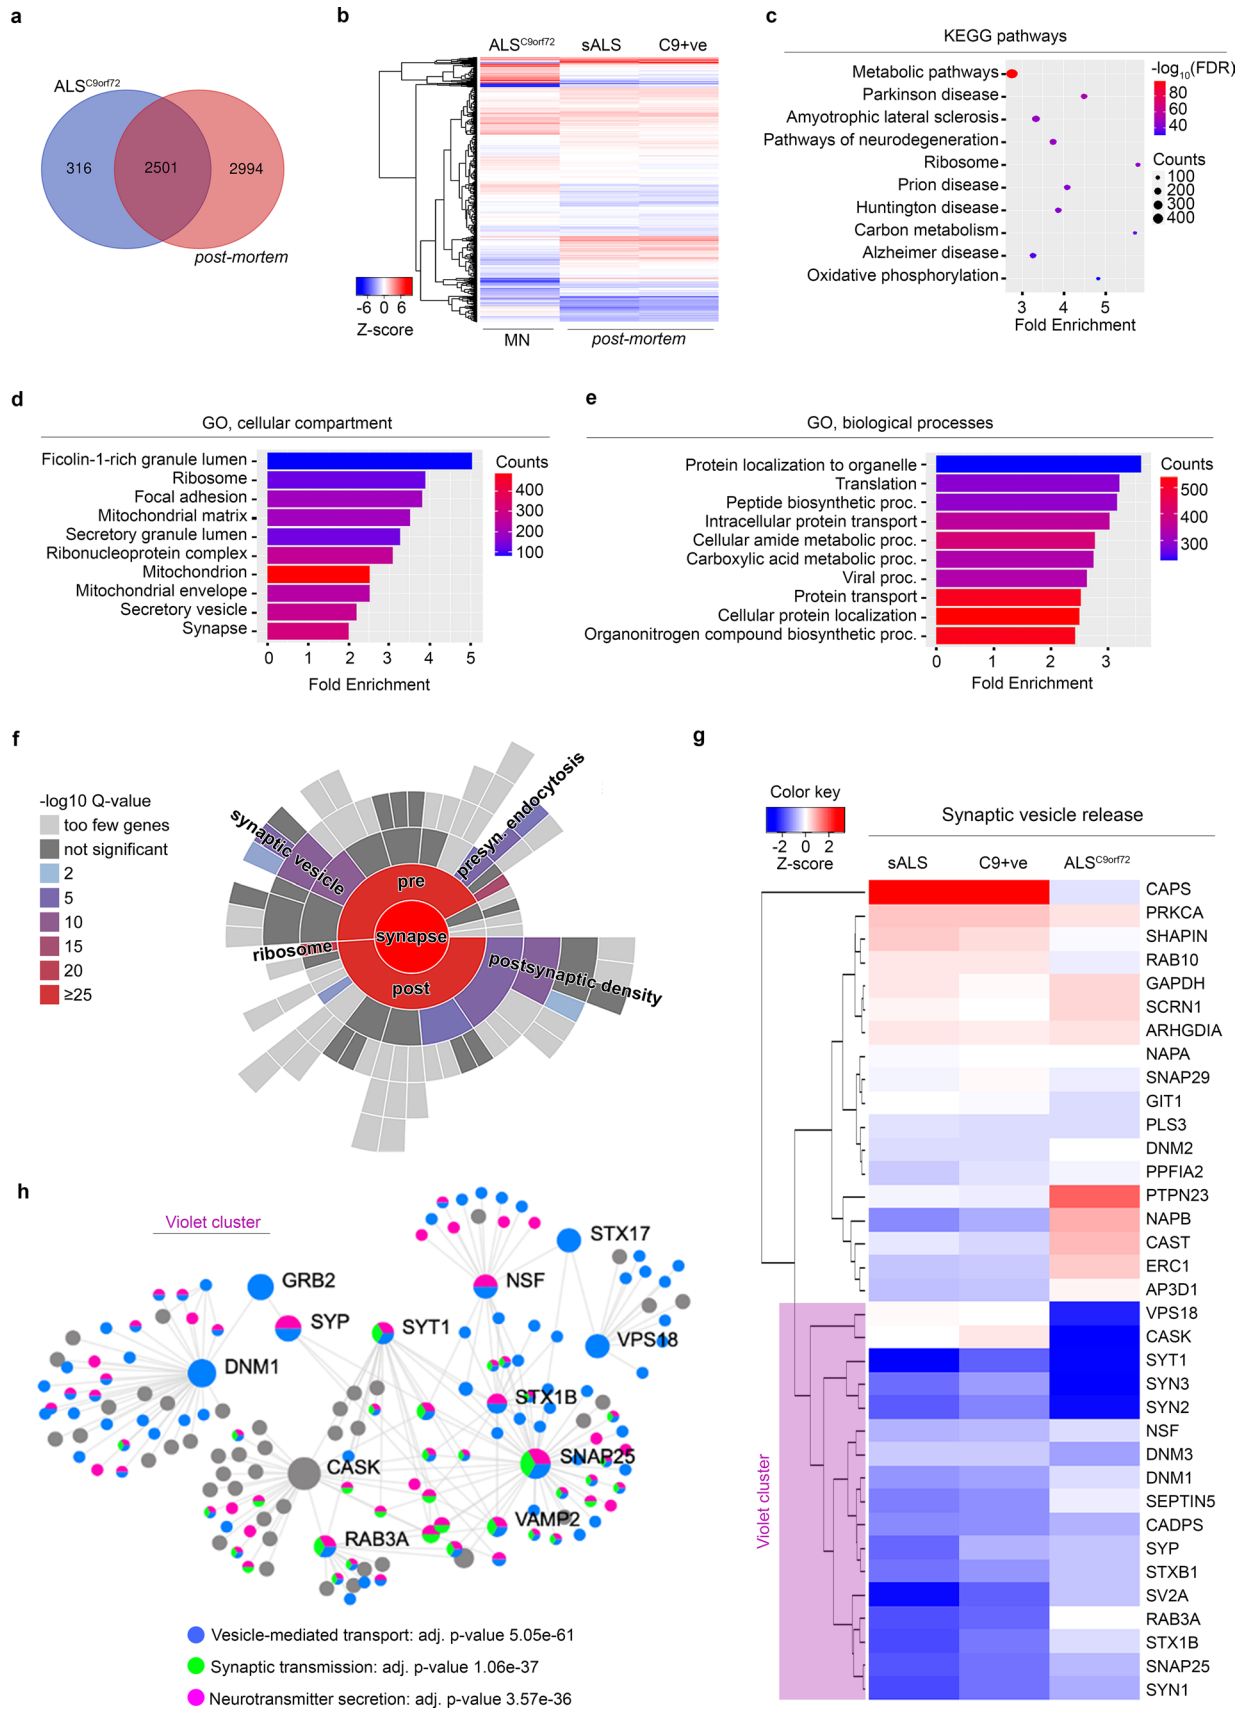 a
ALSC9orf72
316
2501
2994
post-mortem
b
ALSC9orf72 sALS C9+ve
-6 0 6
Z-score
MN post-mortem
c
KEGG pathways
Metabolic pathways
Parkinson disease
Amyotrophic lateral sclerosis
Pathways of neurodegeneration
Ribosome
Prion disease
Huntington disease
Carbon metabolism
Alzheimer disease
Oxidative phosphorylation
3 4 5
Fold Enrichment
-log10(FDR)
80
60
40
Counts
100
200
300
400
d
GO, cellular compartment
Ficolin-1-rich granule lumen
Ribosome
Focal adhesion
Mitochondrial matrix
Secretory granule lumen
Ribonucleoprotein complex
Mitochondrion
Mitochondrial envelope
Secretory vesicle
Synapse
0 1 2 3 4 5
Fold Enrichment
Counts
400
300
200
100
e
GO, biological processes
Protein localization to organelle
Translation
Peptide biosynthetic proc.
Intracellular protein transport
Cellular amide metabolic proc.
Carboxylic acid metabolic proc.
Viral proc.
Protein transport
Cellular protein localization
Organonitrogen compound biosynthetic proc.
0 1 2 3
Fold Enrichment
Counts
500
400
300
f
-log10 Q-value
too few genes
not significant
2
5
10
15
20
≥25
synaptic vesicle
presyn. endocytosis
pre
synapse
ribosome
post
postsynaptic density
g
Color key
-2 0 2
Z-score
Synaptic vesicle release
sALS C9+ve ALSC9orf72
CAPS
PRKCA
SHAPIN
RAB10
GAPDH
SCRN1
ARHGDIA
NAPA
SNAP29
GIT1
PLS3
DNM2
PPFIA2
PTPN23
NAPB
CAST
ERC1
AP3D1
VPS18
CASK
SYT1
SYN3
SYN2
NSF
DNM3
DNM1
SEPTIN5
CADPS
SYP
STXB1
SV2A
RAB3A
STX1B
SNAP25
SYN1
Violet cluster
h
Violet cluster
GRB2
SYP
DNM1
SYT1
NSF
STX17
VPS18
STX1B
SNAP25
CASK
VAMP2
RAB3A
Vesicle-mediated transport: adj. p-value 5.05e-61
Synaptic transmission: adj. p-value 1.06e-37
Neurotransmitter secretion: adj. p-value 3.57e-36